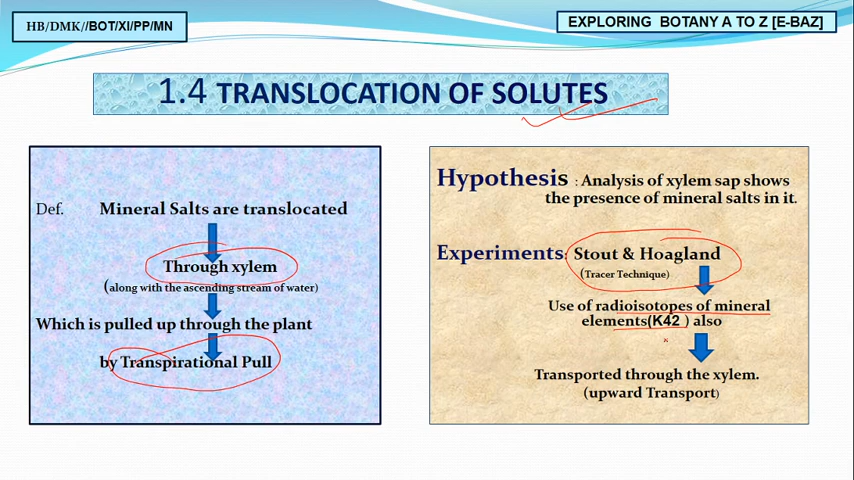 HB/DMK//BOT/XI/PP/MN
EXPLORING BOTANY A TO Z [E-BAZ]
1.4 TRANSLOCATION OF SOLUTES
Def. Mineral Salts are translocated
Through xylem
(along with the ascending stream of water)
Which is pulled up through the plant
by Transpirational Pull
Hypothesis : Analysis of xylem sap shows
the presence of mineral salts in it.
Experiments: Stout & Hoagland
(Tracer Technique)
Use of radioisotopes of mineral
elements(K42 ) also
Transported through the xylem.
(upward Transport)